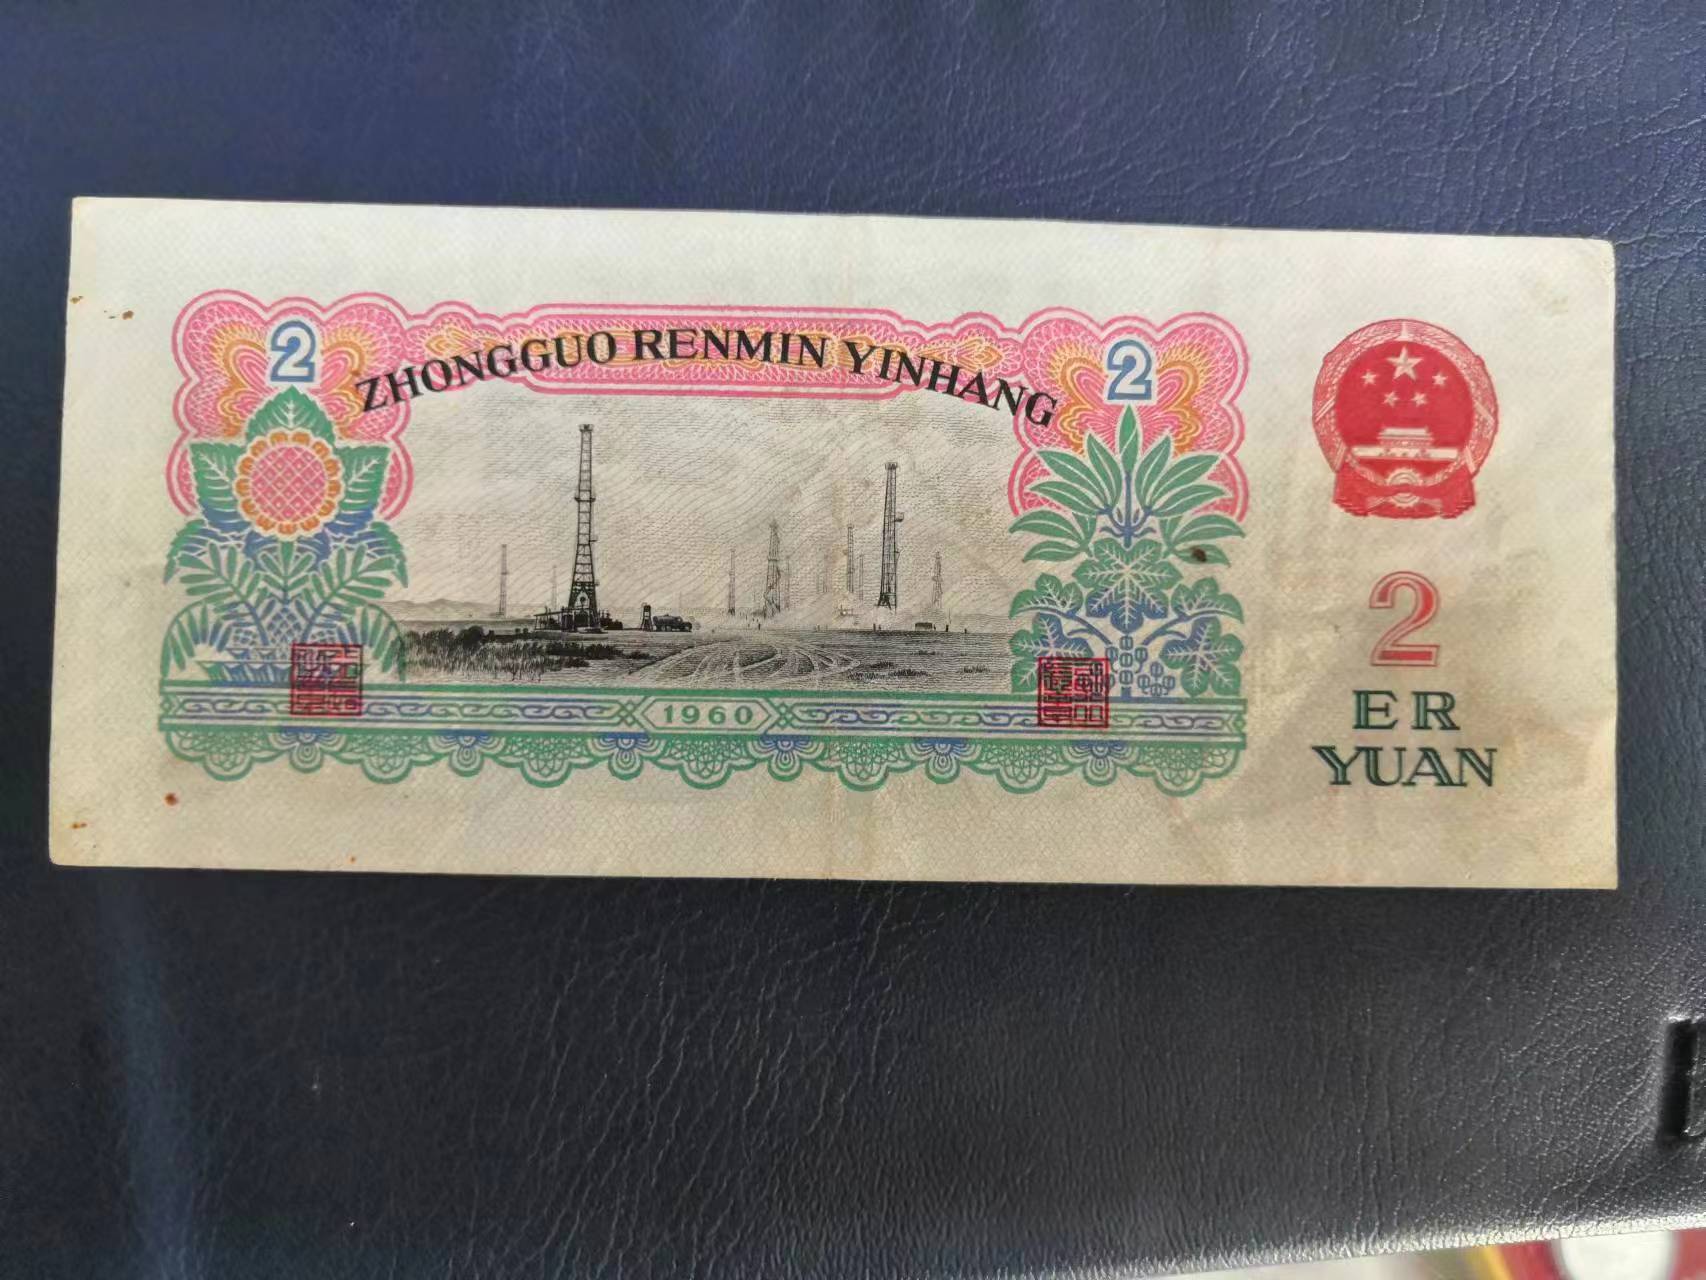 2
2
ZHONGGUO RENMIN YINHANG
1960
2
ER
YUAN